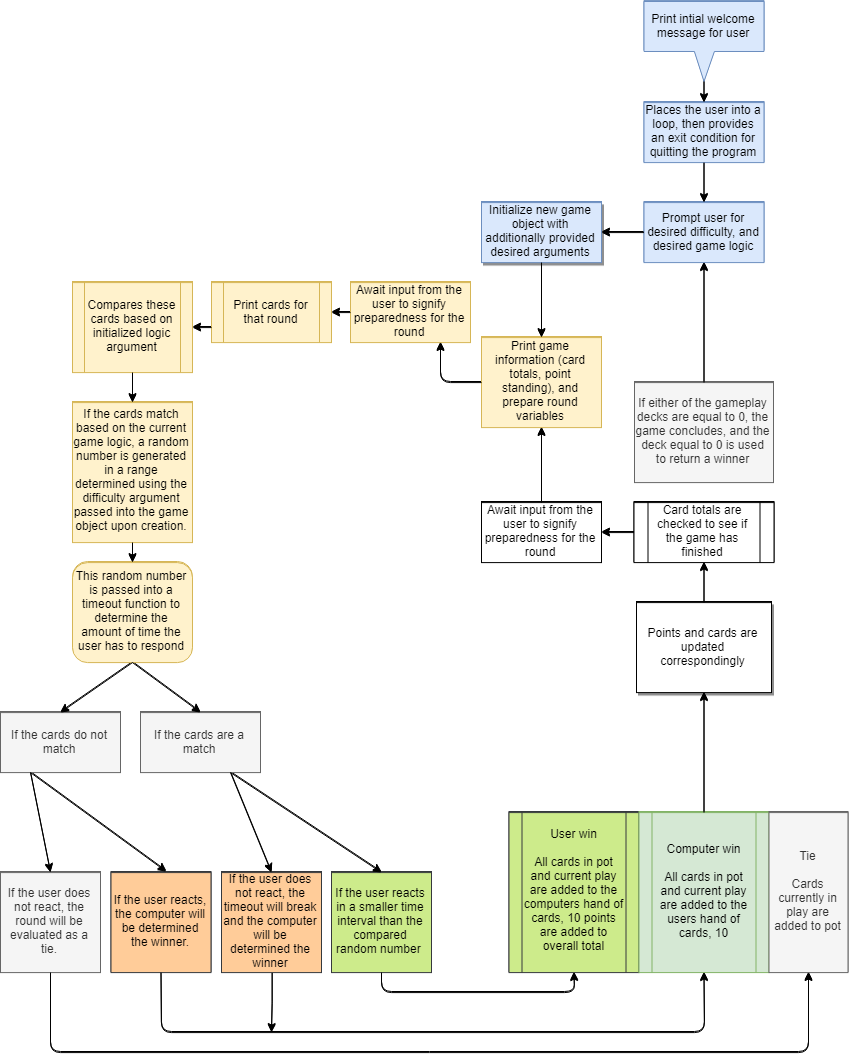 Print intial welcome
message for user
Places the user into a
loop, then provides
an exit condition for
quitting the program
Prompt user for
desired difficulty, and
desired game logic
Initialize new game
object with
additionally provided
desired arguments
Print game
information (card
totals, point
standing), and
prepare round
variables
Await input from the
user to signify
preparedness for the
round
Print cards for
that round
Compares these
cards based on
initialized logic
argument
If the cards match
based on the current
game logic, a random
number is generated
in a range
determined using the
difficulty argument
passed into the game
object upon creation.
This random number
is passed into a
timeout function to
determine the
amount of time the
user has to respond
If the cards do not
match
If the cards are a
match
If the user does
not react, the
round will be
evaluated as a
tie.
If the user reacts,
the computer will
be determined
the winner.
If the user does
not react, the
timeout will break
and the computer
will be
determined the
winner
If the user reacts
in a smaller time
interval than the
compared
random number
User win
All cards in pot
and current play
are added to the
computers hand of
cards, 10 points
are added to
overall total
Computer win
All cards in pot
and current play
are added to the
users hand of
cards, 10
Tie
Cards
currently in
play are
added to pot
Points and cards are
updated
correspondingly
Card totals are
checked to see if
the game has
finished
Await input from the
user to signify
preparedness for the
round
If either of the gameplay
decks are equal to 0, the
game concludes, and the
deck equal to 0 is used
to return a winner